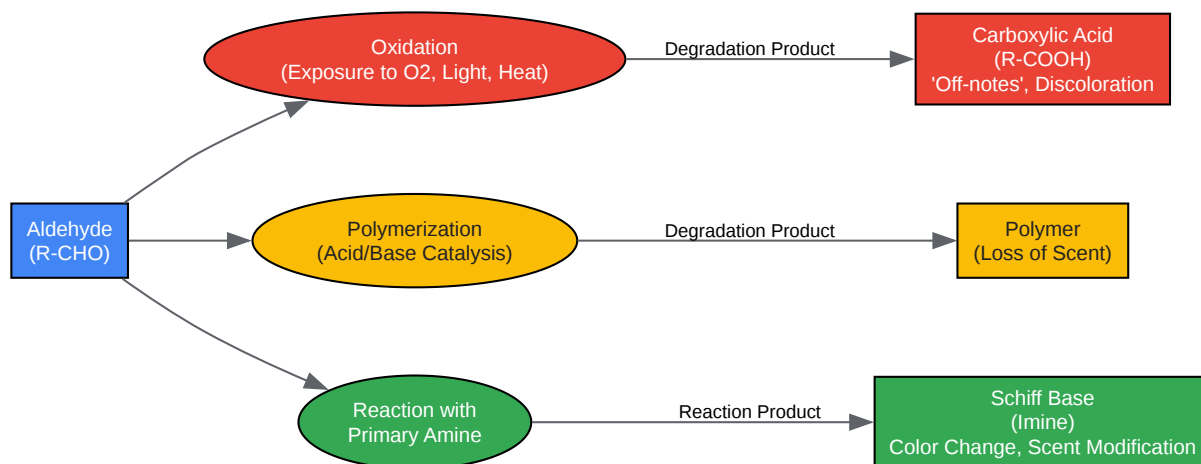 Oxidation
(Exposure to O2, Light, Heat)
Degradation Product
Carboxylic Acid
(R-COOH)
'Off-notes', Discoloration
Aldehyde
(R-CHO)
Polymerization
(Acid/Base Catalysis)
Degradation Product
Polymer
(Loss of Scent)
Reaction with
Primary Amine
Reaction Product
Schiff Base
(Imine)
Color Change, Scent Modification